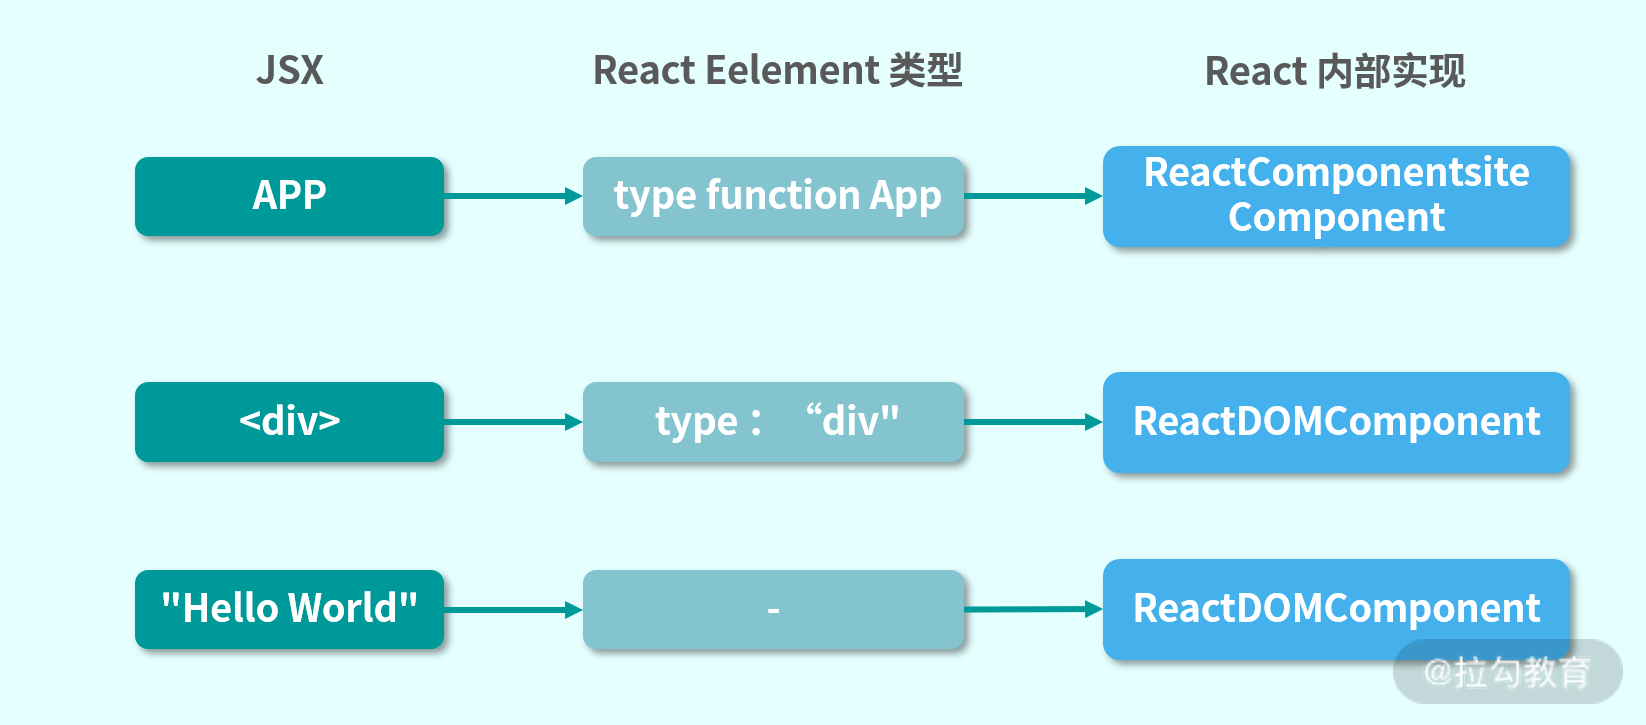 JSX
React Eelement 类型
React 内部实现
APP
type function App
ReactComponentsite
Component
<div>
type： “div"
ReactDOMComponent
"Hello World"
-
ReactDOMComponent
@拉勾教育